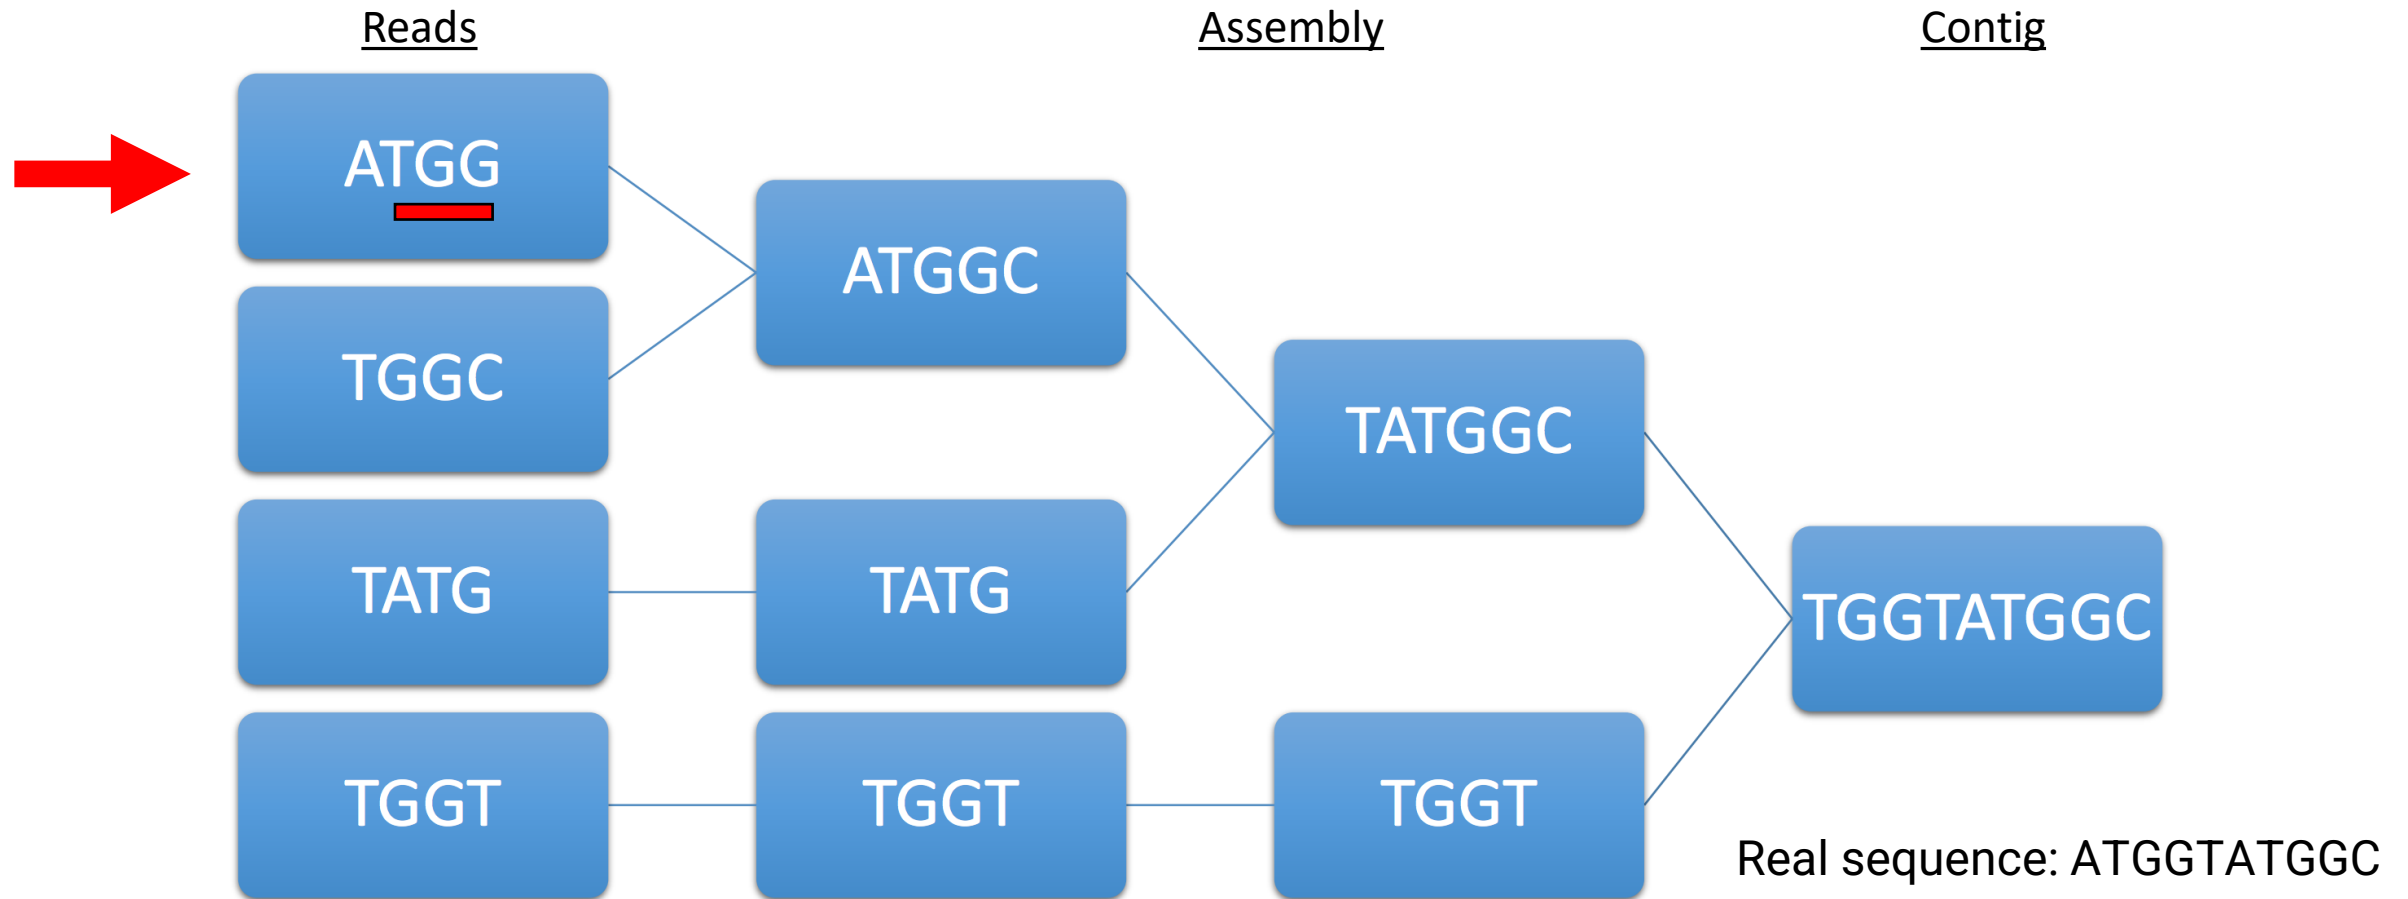 Reads
Assembly
Contig
ATGG
ATGGC
TGGC
TATGGC
TATG
TATG
TGGTATGGC
TGGT
TGGT
TGGT
Real sequence: ATGGTATGGC